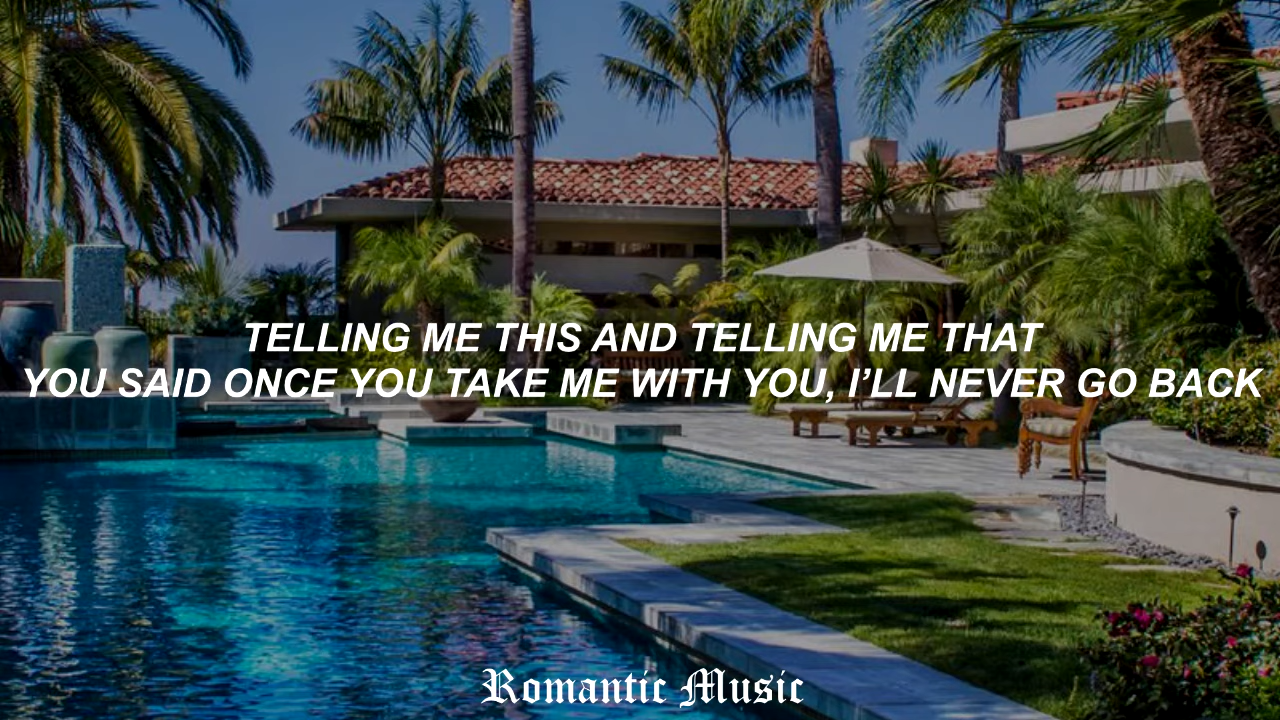 TELLING ME THIS AND TELLING ME THAT
YOU SAID ONCE YOU TAKE ME WITH YOU, I’LL NEVER GO BACK
Romantic Music